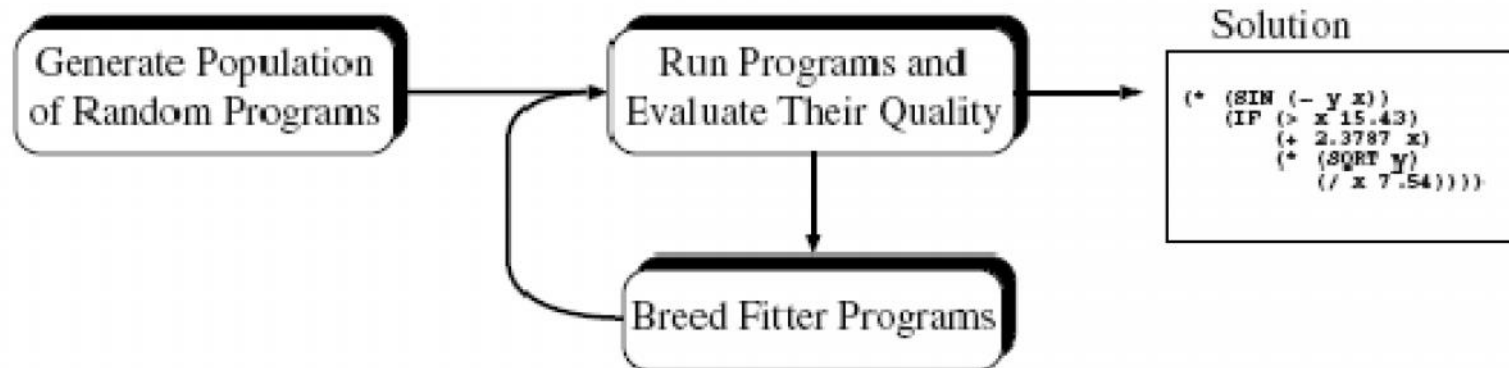 Generate Population
of Random Programs
Run Programs and
Evaluate Their Quality
Breed Fitter Programs
Solution
(* (SIN (- y x))
(IF (> x 15.43)
(+ 2.3787 x)
(* (SQRT y)
(/ x 7.54))))